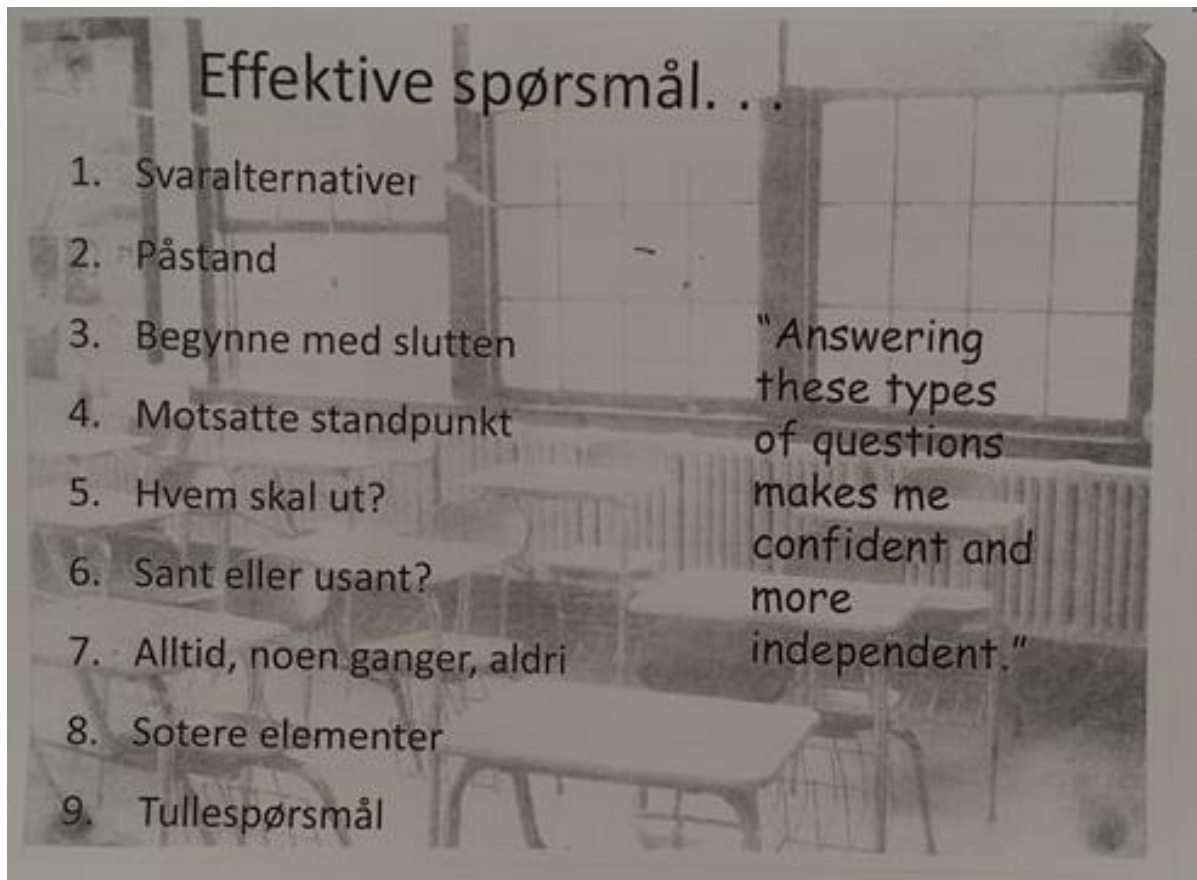 Effektive spørsmål. . .
1. Svaralternativer
2. Påstand
3. Begynne med slutten
4. Motsatte standpunkt
5. Hvem skal ut?
6. Sant eller usant?
7. Alltid, noen ganger, aldri
8. Sotere elementer
9. Tullespørsmål
"Answering
these types
of questions
makes me
confident and
more
independent."